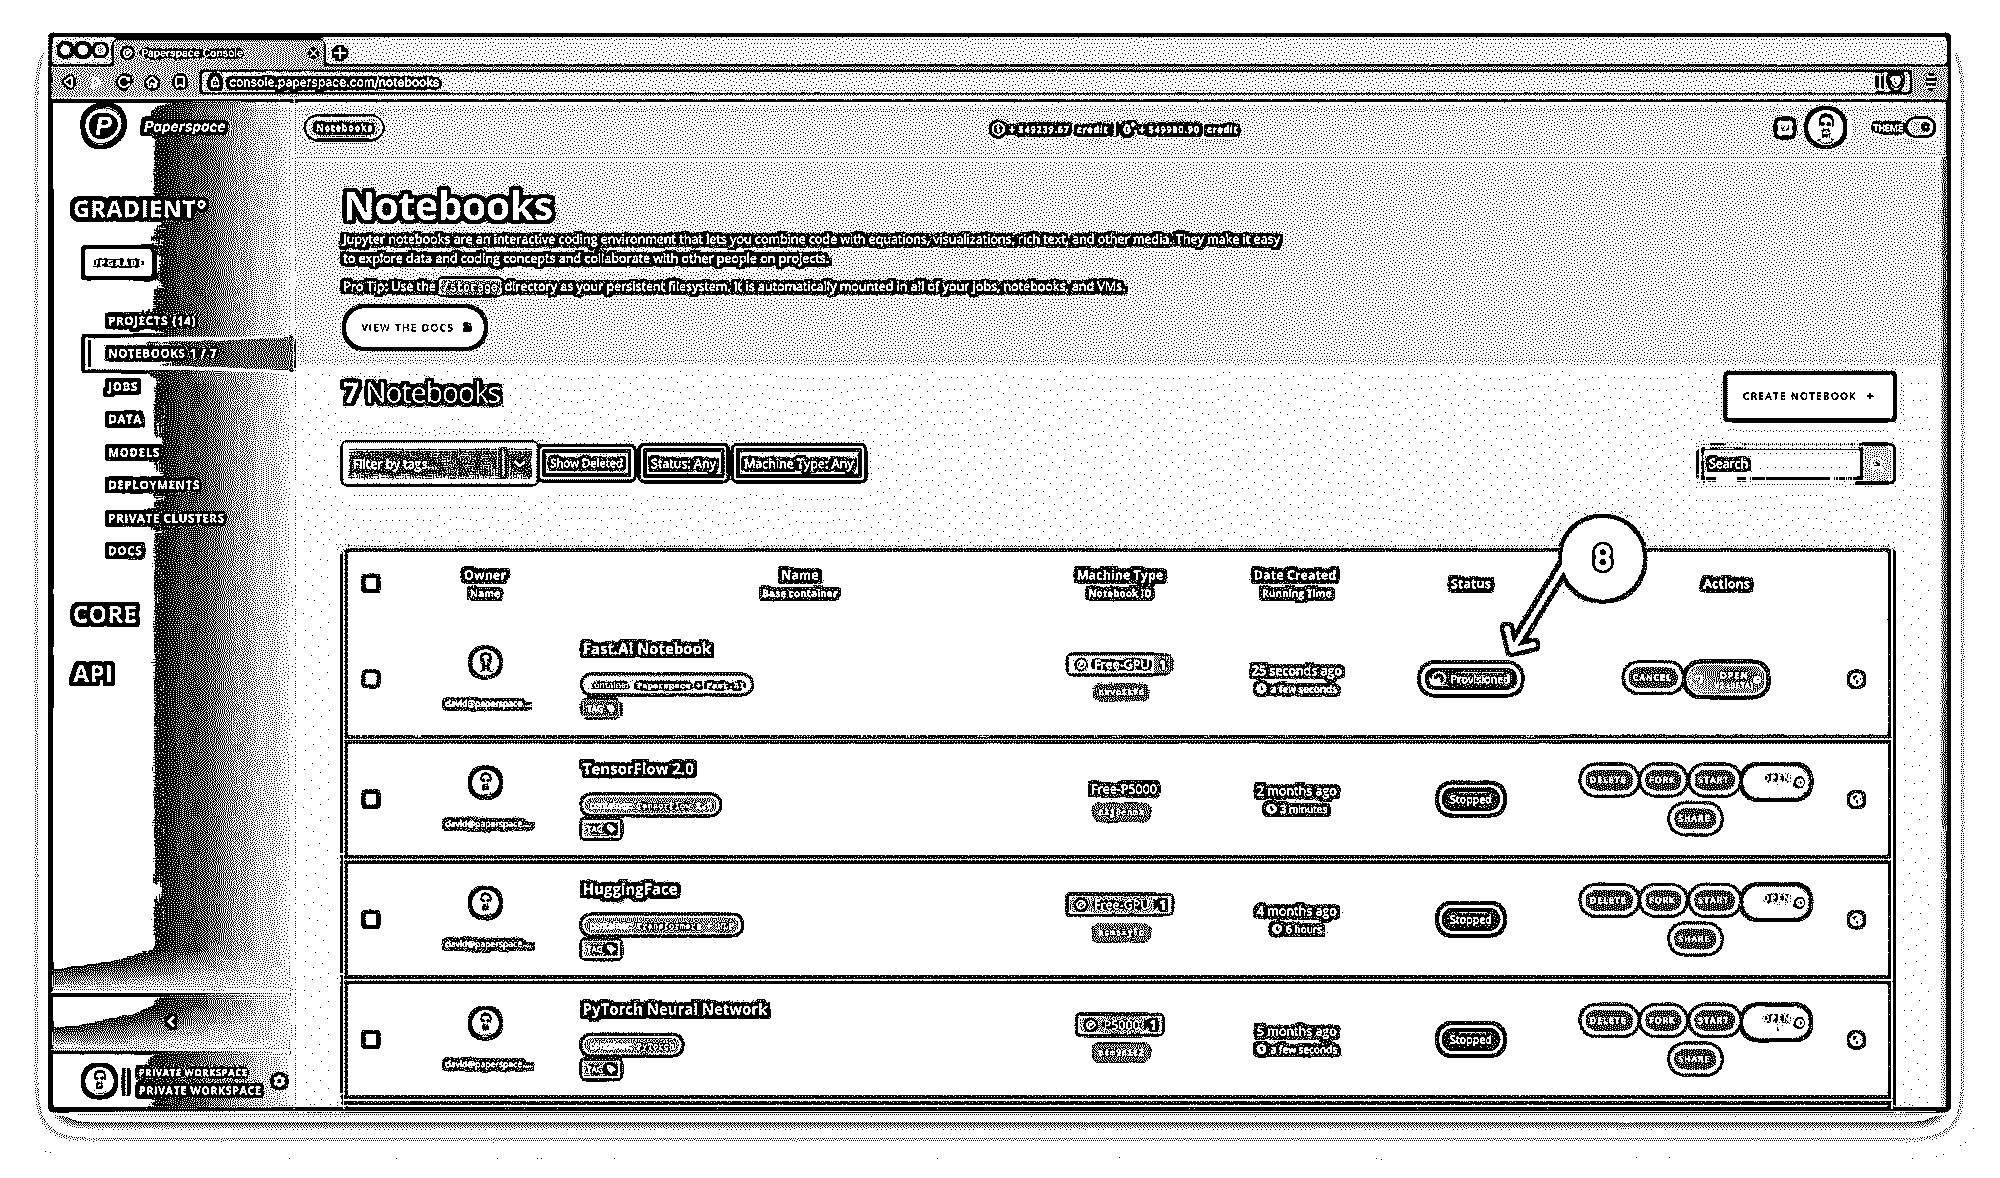 Paperspace Console
console.paperspace.com/notebooks
Paperspace
Notebooks
+ $49239.67 credit | + $49980.90 credit
THEME
GRADIENT°
UPGRADE
PROJECTS (14)
NOTEBOOKS 1 / 7
JOBS
DATA
MODELS
DEPLOYMENTS
PRIVATE CLUSTERS
DOCS
CORE
API
PRIVATE WORKSPACE
PRIVATE WORKSPACE
Notebooks
Jupyter notebooks are an interactive coding environment that lets you combine code with equations, visualizations, rich text, and other media. They make it easy
to explore data and coding concepts and collaborate with other people on projects.
Pro Tip: Use the /storage directory as your persistent filesystem. It is automatically mounted in all of your jobs, notebooks, and VMs.
VIEW THE DOCS
7 Notebooks
CREATE NOTEBOOK +
Filter by tags
Show Deleted
Status: Any
Machine Type: Any
Search
8
Owner Name Machine Type Date Created Status Actions
Name Base container Notebook ID Running Time
Fast.AI Notebook
Container: Paperspace + Fast.AI
TAG
david@paperspace...
Free-GPU
25 seconds ago
a few seconds
Provisioned
CANCEL OPEN
TensorFlow 2.0
TAG
david@paperspace...
Free-P5000
2 months ago
3 minutes
Stopped
DELETE FORK START OPEN
SHARE
HuggingFace
TAG
david@paperspace...
Free-GPU 1
4 months ago
6 hours
Stopped
DELETE FORK START OPEN
SHARE
PyTorch Neural Network
TAG
david@paperspace...
P5000 1
5 months ago
a few seconds
Stopped
DELETE FORK START OPEN
SHARE